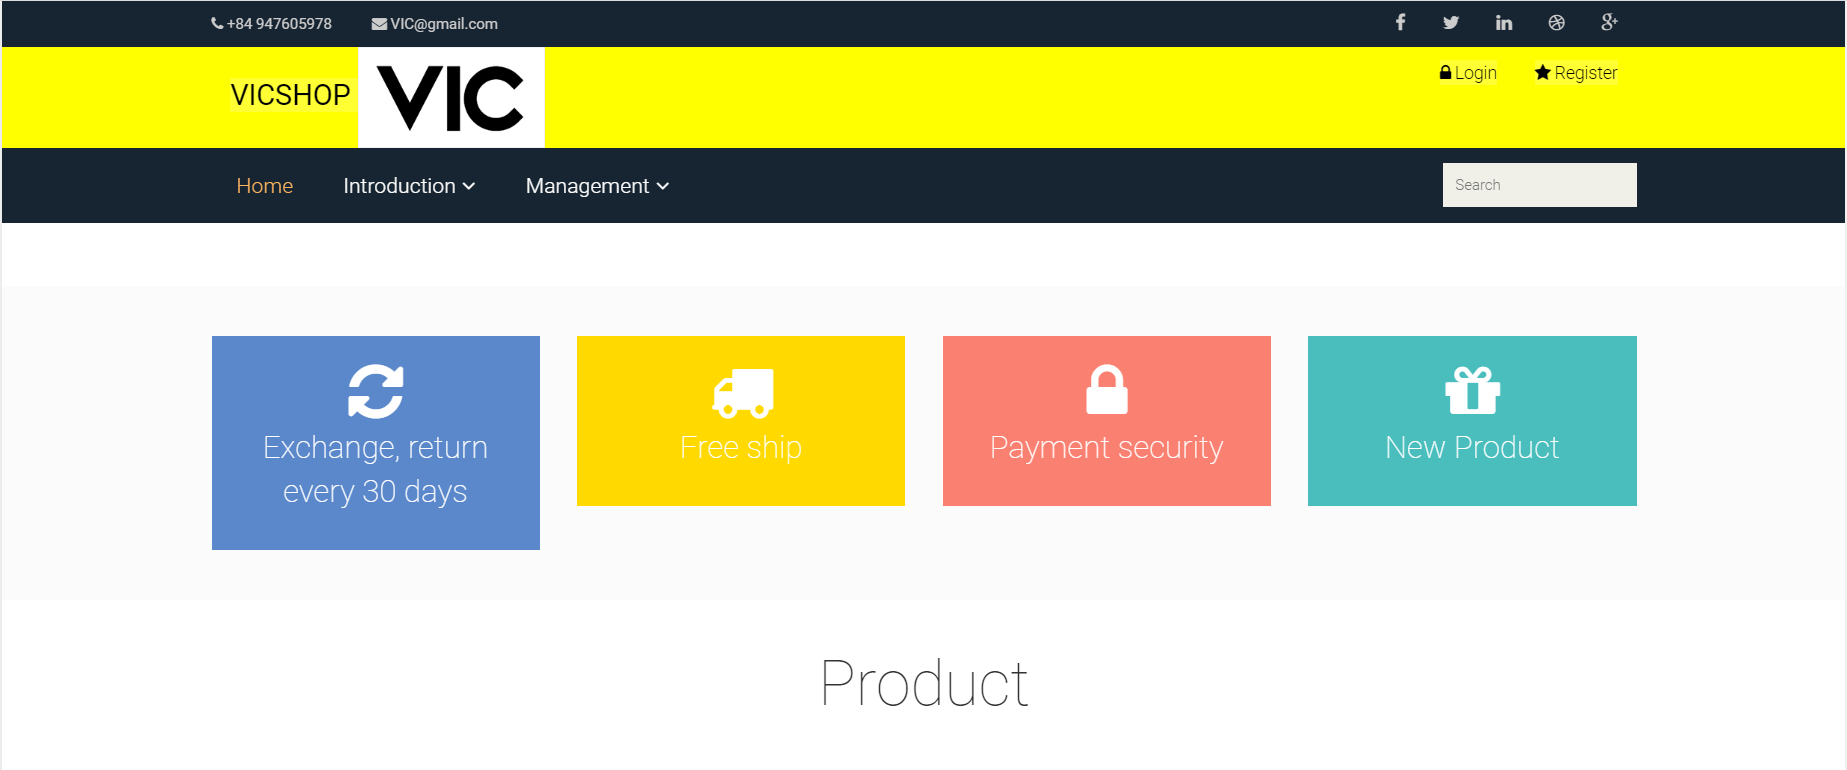 +84 947605978 VIC@gmail.com
VICSHOP VIC
Login Register
Home Introduction Management Search
Exchange, return
every 30 days
Free ship
Payment security
New Product
Product